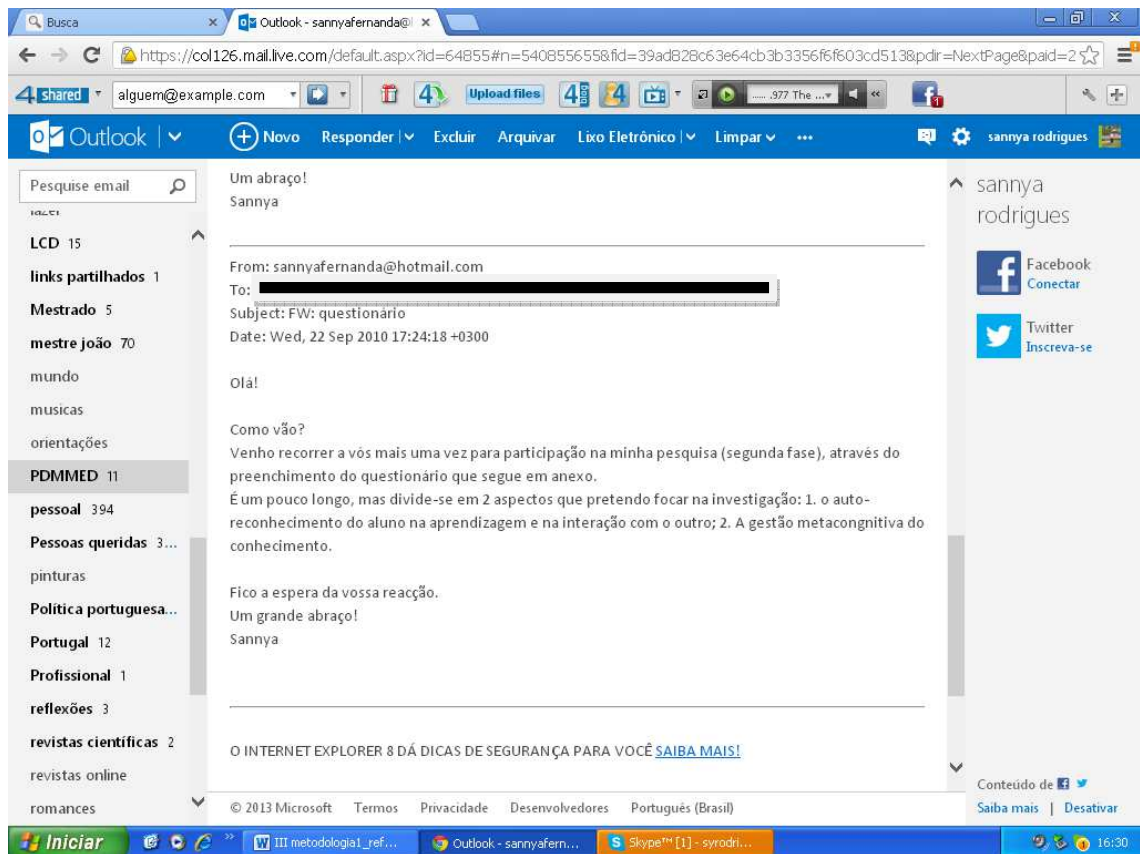 Busca
Outlook - sannyafernanda@
https://col126.mail.live.com/default.aspx?id=64855#n=540855655&fid=39ad828c63e64cb3b3356f6f603cd513&pdir=NextPage&paid=2
4 shared
alguem@example.com
Upload files
..... .977 The ...
Outlook
Novo Responder Excluir Arquivar Lixo Eletrônico Limpar ...
sannya rodrigues
Pesquise email
lazer
LCD 15
links partilhados 1
Mestrado 5
mestre joão 70
mundo
musicas
orientações
PDMMED 11
pessoal 394
Pessoas queridas 3...
pinturas
Política portuguesa...
Portugal 12
Profissional 1
reflexões 3
revistas científicas 2
revistas online
romances
Um abraço!
Sannya
From: sannyafernanda@hotmail.com
To:
Subject: FW: questionário
Date: Wed, 22 Sep 2010 17:24:18 +0300
Olá!
Como vão?
Venho recorrer a vós mais uma vez para participação na minha pesquisa (segunda fase), através do
preenchimento do questionário que segue em anexo.
É um pouco longo, mas divide-se em 2 aspectos que pretendo focar na investigação: 1. o auto-
reconhecimento do aluno na aprendizagem e na interação com o outro; 2. A gestão metacongnitiva do
conhecimento.
Fico a espera da vossa reacção.
Um grande abraço!
Sannya
O INTERNET EXPLORER 8 DÁ DICAS DE SEGURANÇA PARA VOCÊ SAIBA MAIS!
© 2013 Micros Termos Privacidade Desenvolvedores Português (Brasil)
sannya
rodrigues
Facebook
Conectar
Twitter
Inscreva-se
Conteúdo de
Saiba mais | Desativar
Iniciar
III metodologia1_ref...
Outlook - sannyafern...
Skype™ [1] - syrodri...
16:30